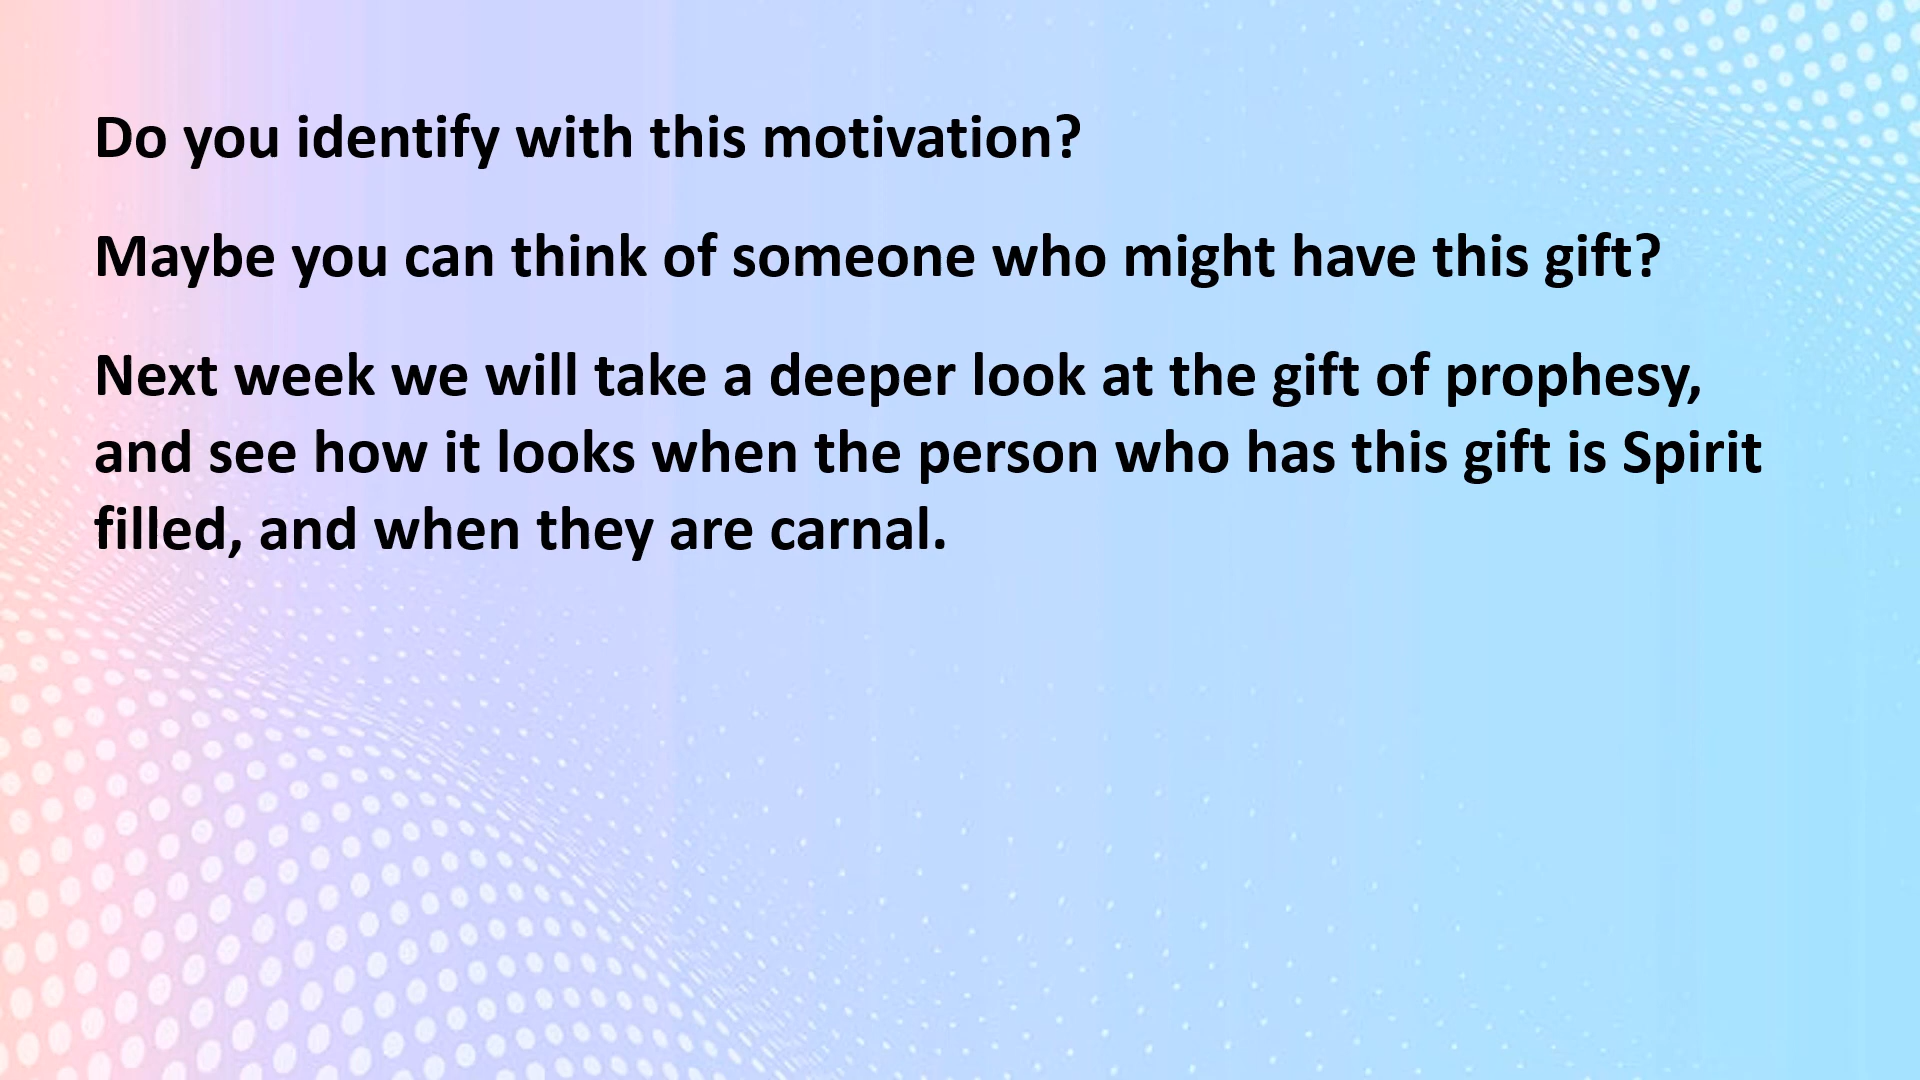 Do you identify with this motivation?
Maybe you can think of someone who might have this gift?
Next week we will take a deeper look at the gift of prophesy,
and see how it looks when the person who has this gift is Spirit
filled, and when they are carnal.